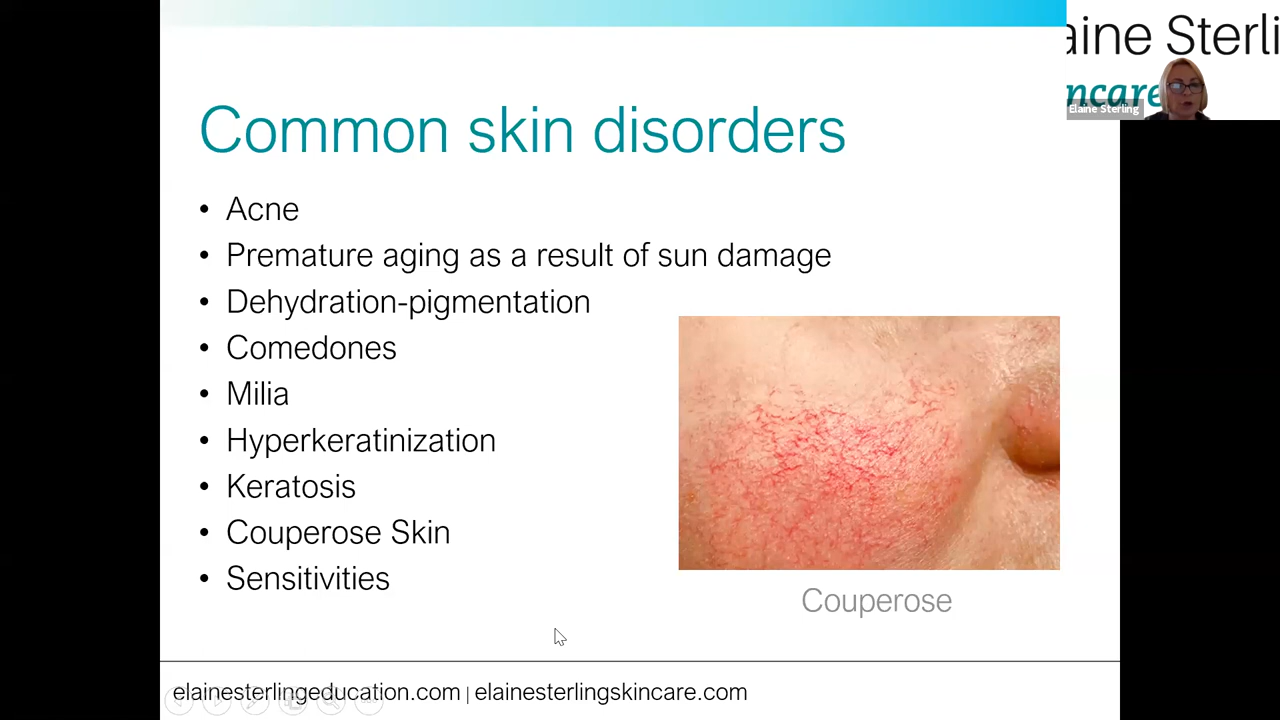 aine Sterli
ncare
Elaine Sterling
Common skin disorders
• Acne
• Premature aging as a result of sun damage
• Dehydration-pigmentation
• Comedones
• Milia
• Hyperkeratinization
• Keratosis
• Couperose Skin
• Sensitivities
Couperose
elainesterlingeducation.com | elainesterlingskincare.com